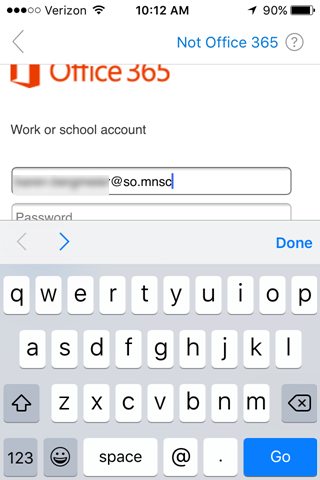 Verizon 10:12 AM 90%
Not Office 365 ?
Office 365
Work or school account
@so.mnsc
Password
Done
q w e r t y u i o p
a s d f g h j k l
z x c v b n m
123 space @ . Go